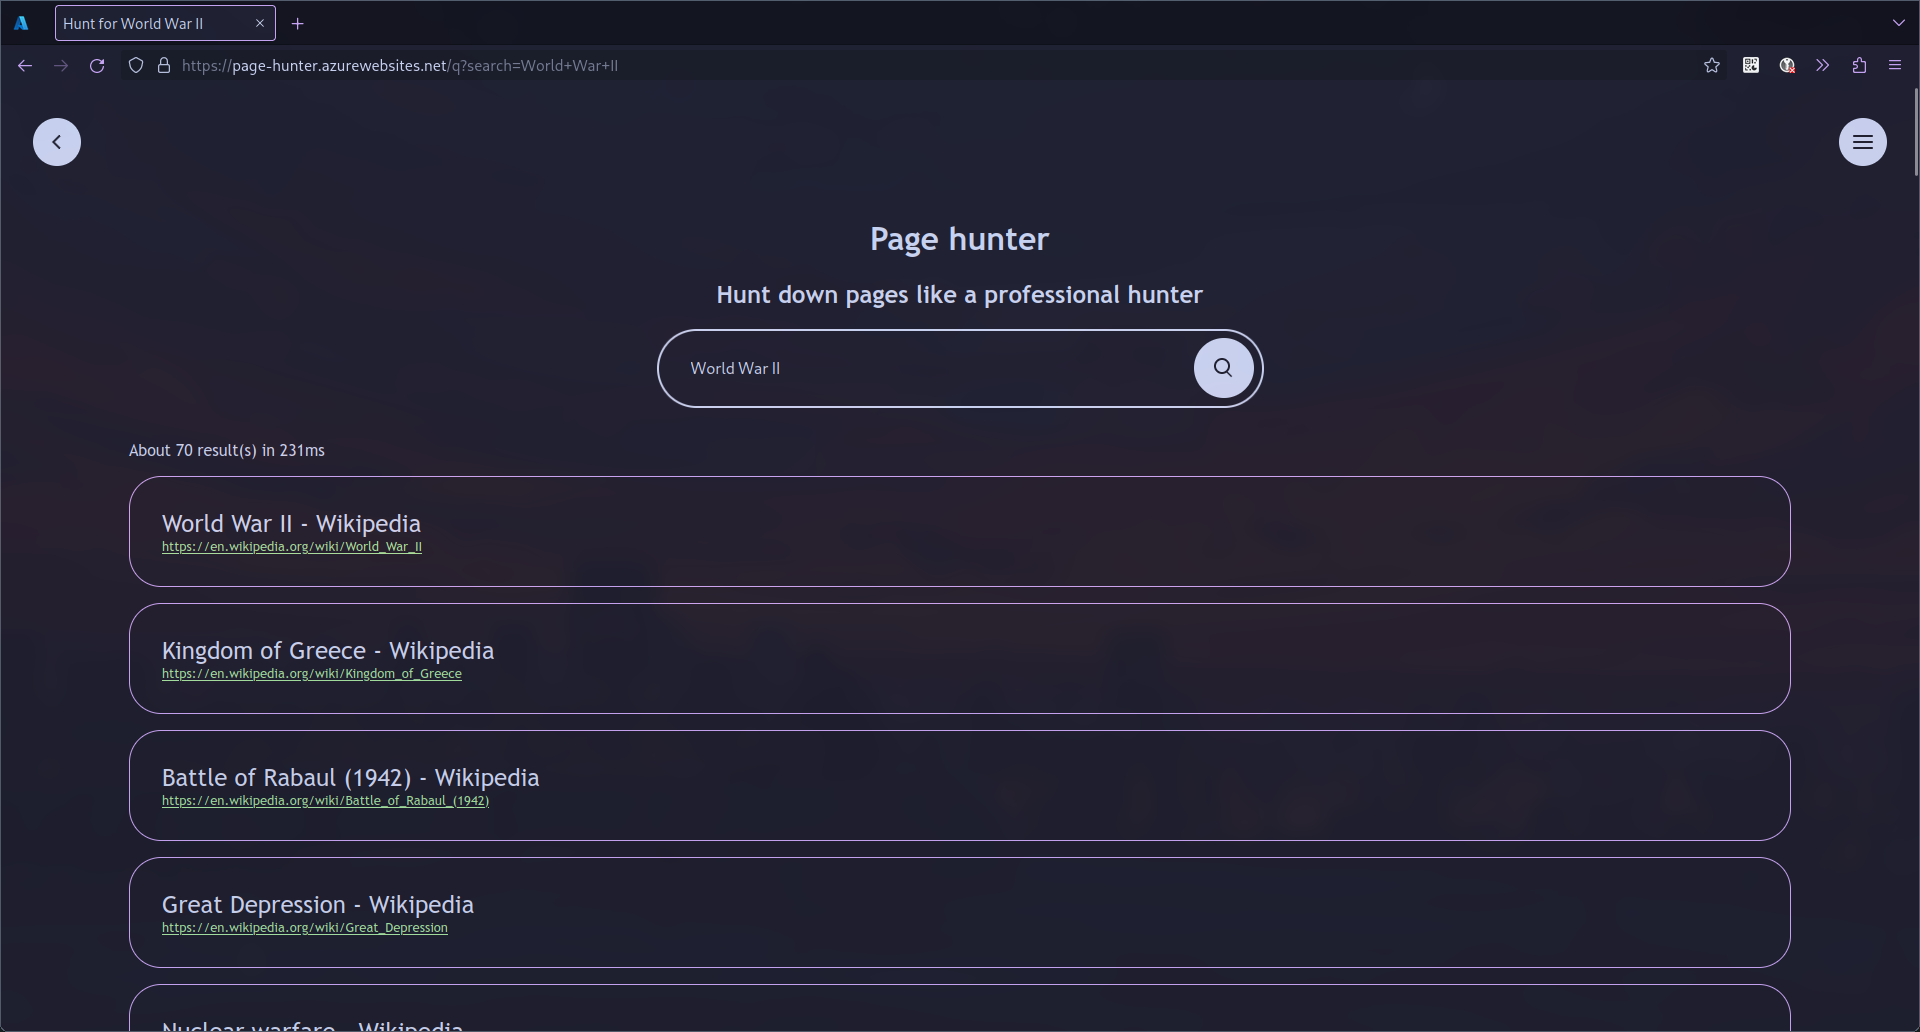 Hunt for World War II
https://page-hunter.azurewebsites.net/q?search=World+War+II
Page hunter
Hunt down pages like a professional hunter
World War II
About 70 result(s) in 231ms
World War II - Wikipedia
https://en.wikipedia.org/wiki/World_War_II
Kingdom of Greece - Wikipedia
https://en.wikipedia.org/wiki/Kingdom_of_Greece
Battle of Rabaul (1942) - Wikipedia
https://en.wikipedia.org/wiki/Battle_of_Rabaul_(1942)
Great Depression - Wikipedia
https://en.wikipedia.org/wiki/Great_Depression
Nuclear warfare - Wikipedia